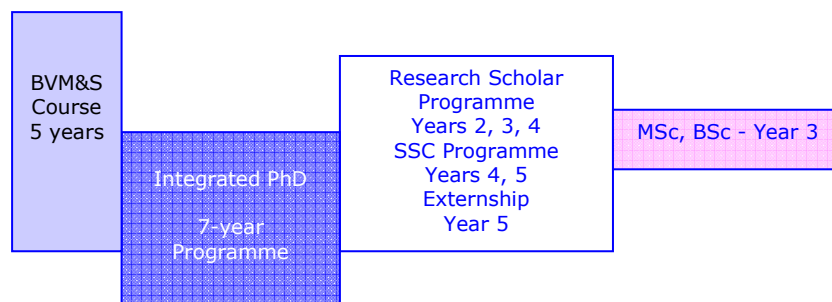 BVM&S
Course
5 years
Integrated PhD
7-year
Programme
Research Scholar
Programme
Years 2, 3, 4
SSC Programme
Years 4, 5
Externship
Year 5
MSc, BSc - Year 3